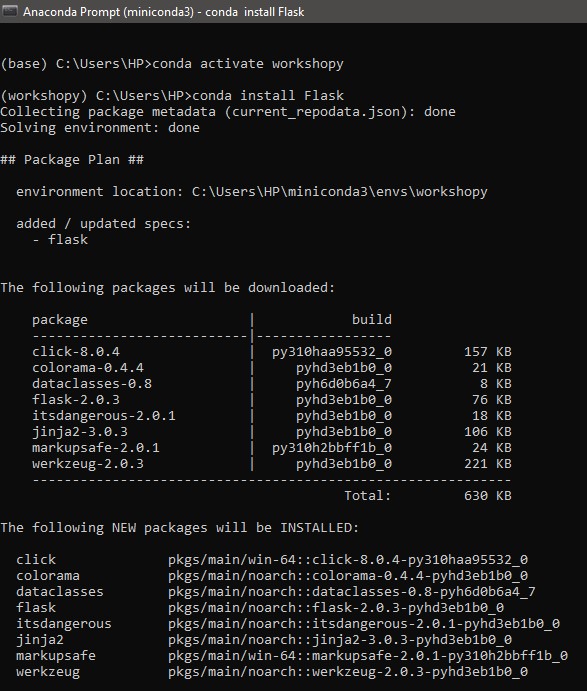 Anaconda Prompt (miniconda3) - conda  install Flask
(base) C:\Users\HP>conda activate workshopy
(workshopy) C:\Users\HP>conda install Flask
Collecting package metadata (current_repodata.json): done
Solving environment: done
## Package Plan ##
environment location: C:\Users\HP\miniconda3\envs\workshopy
added / updated specs:
- flask
The following packages will be downloaded:
package                    |            build
---------------------------|-----------------
click-8.0.4                |  py310haa95532_0         157 KB
colorama-0.4.4             |     pyhd3eb1b0_0          21 KB
dataclasses-0.8            |     pyh6d0b6a4_7           8 KB
flask-2.0.3                |     pyhd3eb1b0_0          76 KB
itsdangerous-2.0.1         |     pyhd3eb1b0_0          18 KB
jinja2-3.0.3               |     pyhd3eb1b0_0         106 KB
markupsafe-2.0.1           |  py310h2bbff1b_0          24 KB
werkzeug-2.0.3             |     pyhd3eb1b0_0         221 KB
------------------------------------------------------------
Total:         630 KB
The following NEW packages will be INSTALLED:
click              pkgs/main/win-64::click-8.0.4-py310haa95532_0
colorama           pkgs/main/noarch::colorama-0.4.4-pyhd3eb1b0_0
dataclasses        pkgs/main/noarch::dataclasses-0.8-pyh6d0b6a4_7
flask              pkgs/main/noarch::flask-2.0.3-pyhd3eb1b0_0
itsdangerous       pkgs/main/noarch::itsdangerous-2.0.1-pyhd3eb1b0_0
jinja2             pkgs/main/noarch::jinja2-3.0.3-pyhd3eb1b0_0
markupsafe         pkgs/main/win-64::markupsafe-2.0.1-py310h2bbff1b_0
werkzeug           pkgs/main/noarch::werkzeug-2.0.3-pyhd3eb1b0_0